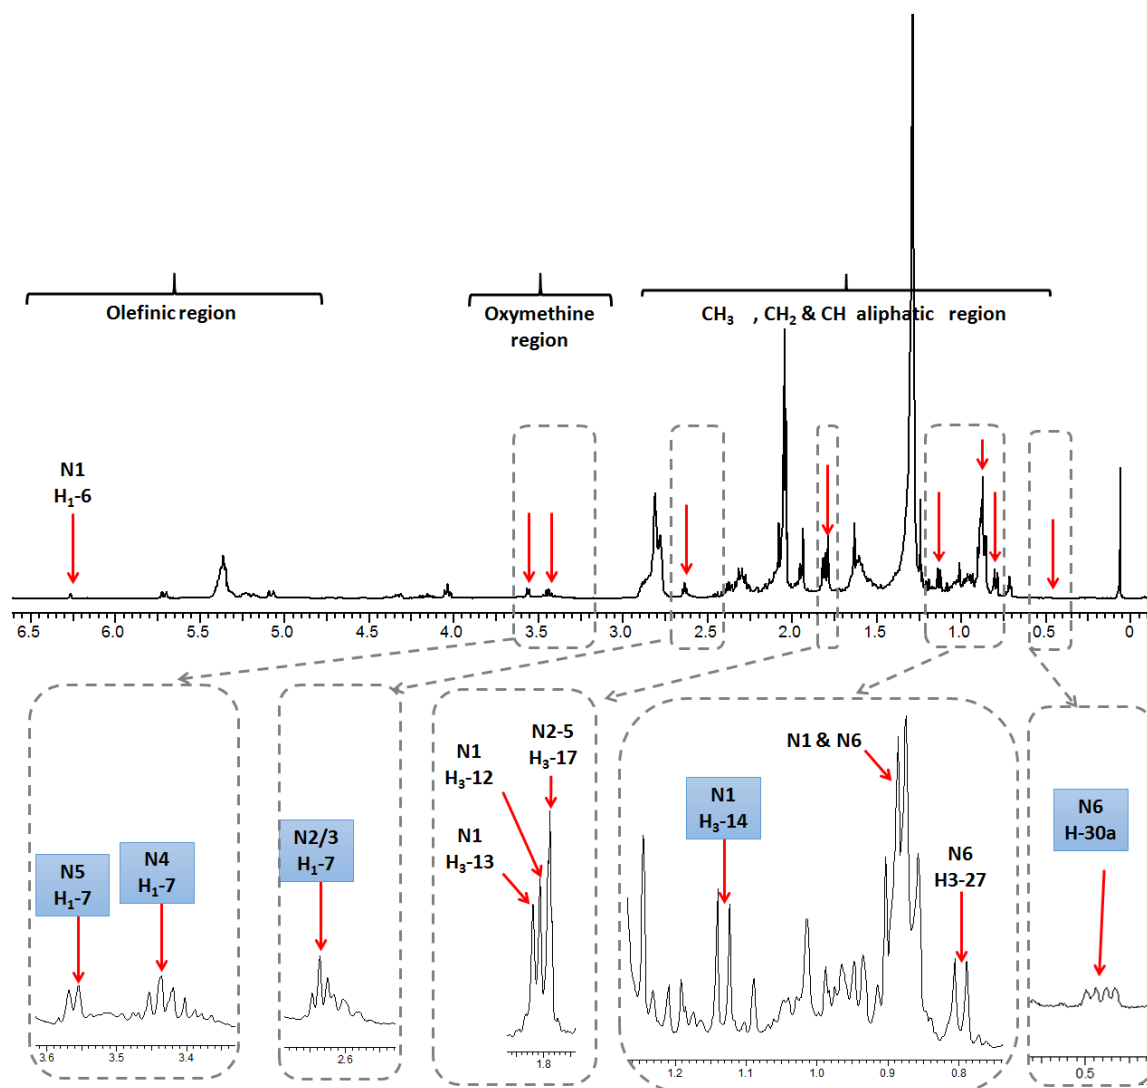 Olefinic region
Oxymethine
region
CH₃ , CH₂ & CH aliphatic region
N1
H₁-6
6.5 6.0 5.5 5.0 4.5 4.0 3.5 3.0 2.5 2.0 1.5 1.0 0.5 0
N5
H₁-7
N4
H₁-7
3.6 3.5 3.4
N2/3
H₁-7
2.6
N1
H₃-13
N1
H₃-12
N2-5
H₃-17
1.8
N1
H₃-14
N1 & N6
N6
H3-27
1.2 1.1 1.0 0.9 0.8
N6
H-30a
0.5